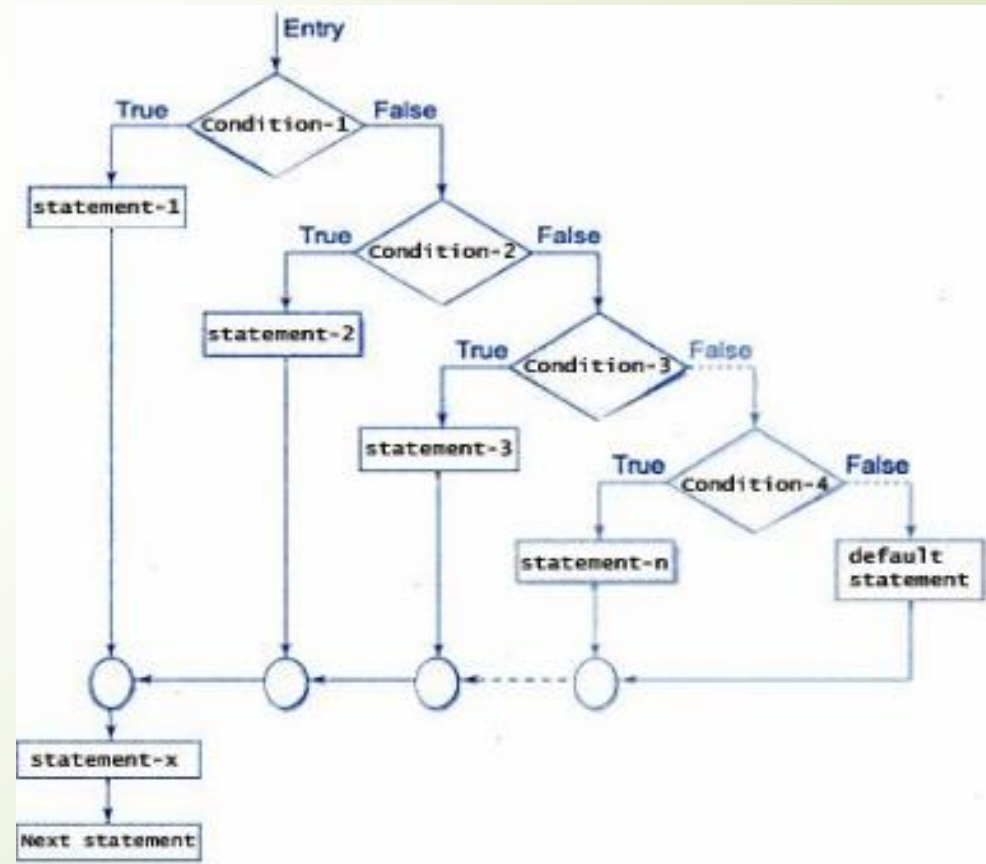 Entry
True
False
Condition-1
statement-1
True
False
Condition-2
statement-2
True
False
Condition-3
statement-3
True
False
Condition-4
statement-n
default
statement
statement-x
Next statement